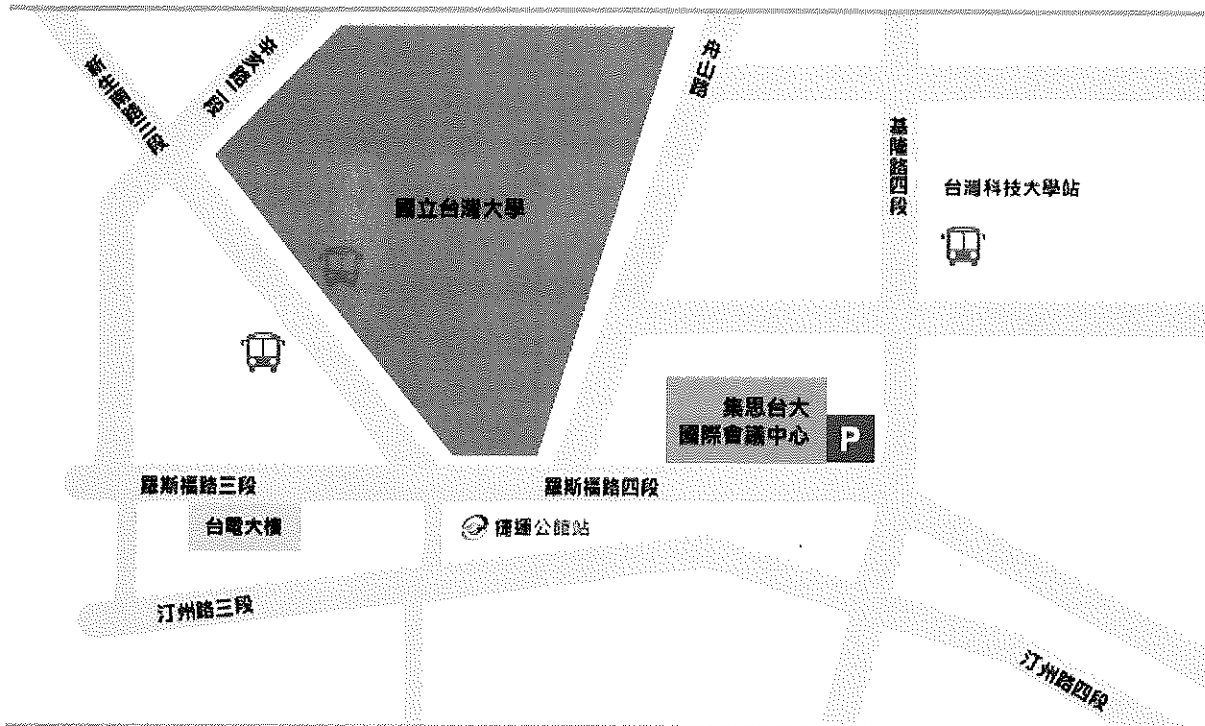 新生南路三段
辛亥路二段
舟山路
基隆路四段
國立台灣大學
台灣科技大學站
集思台大
國際會議中心
P
羅斯福路三段
羅斯福路四段
台電大樓
捷運公館站
汀州路三段
汀州路四段